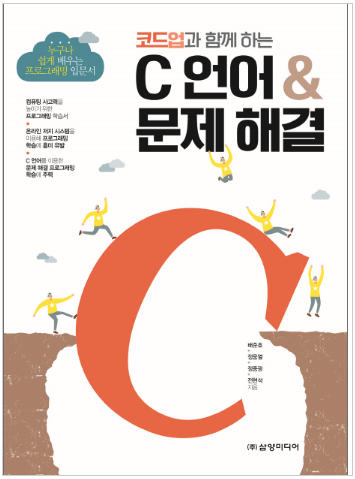 누구나
쉽게 배우는
프로그래밍 입문서
코드업과 함께 하는
C 언어 &
문제 해결
컴퓨팅 사고력을
높이기 위한
프로그래밍 학습서
온라인 저지 시스템을
이용해 프로그래밍
학습에 흥미 유발
C 언어를 이용한
문제 해결 프로그래밍
학습에 주력
C
배준호
정웅열
정종광
전현석
지음
(주) 삼양미디어